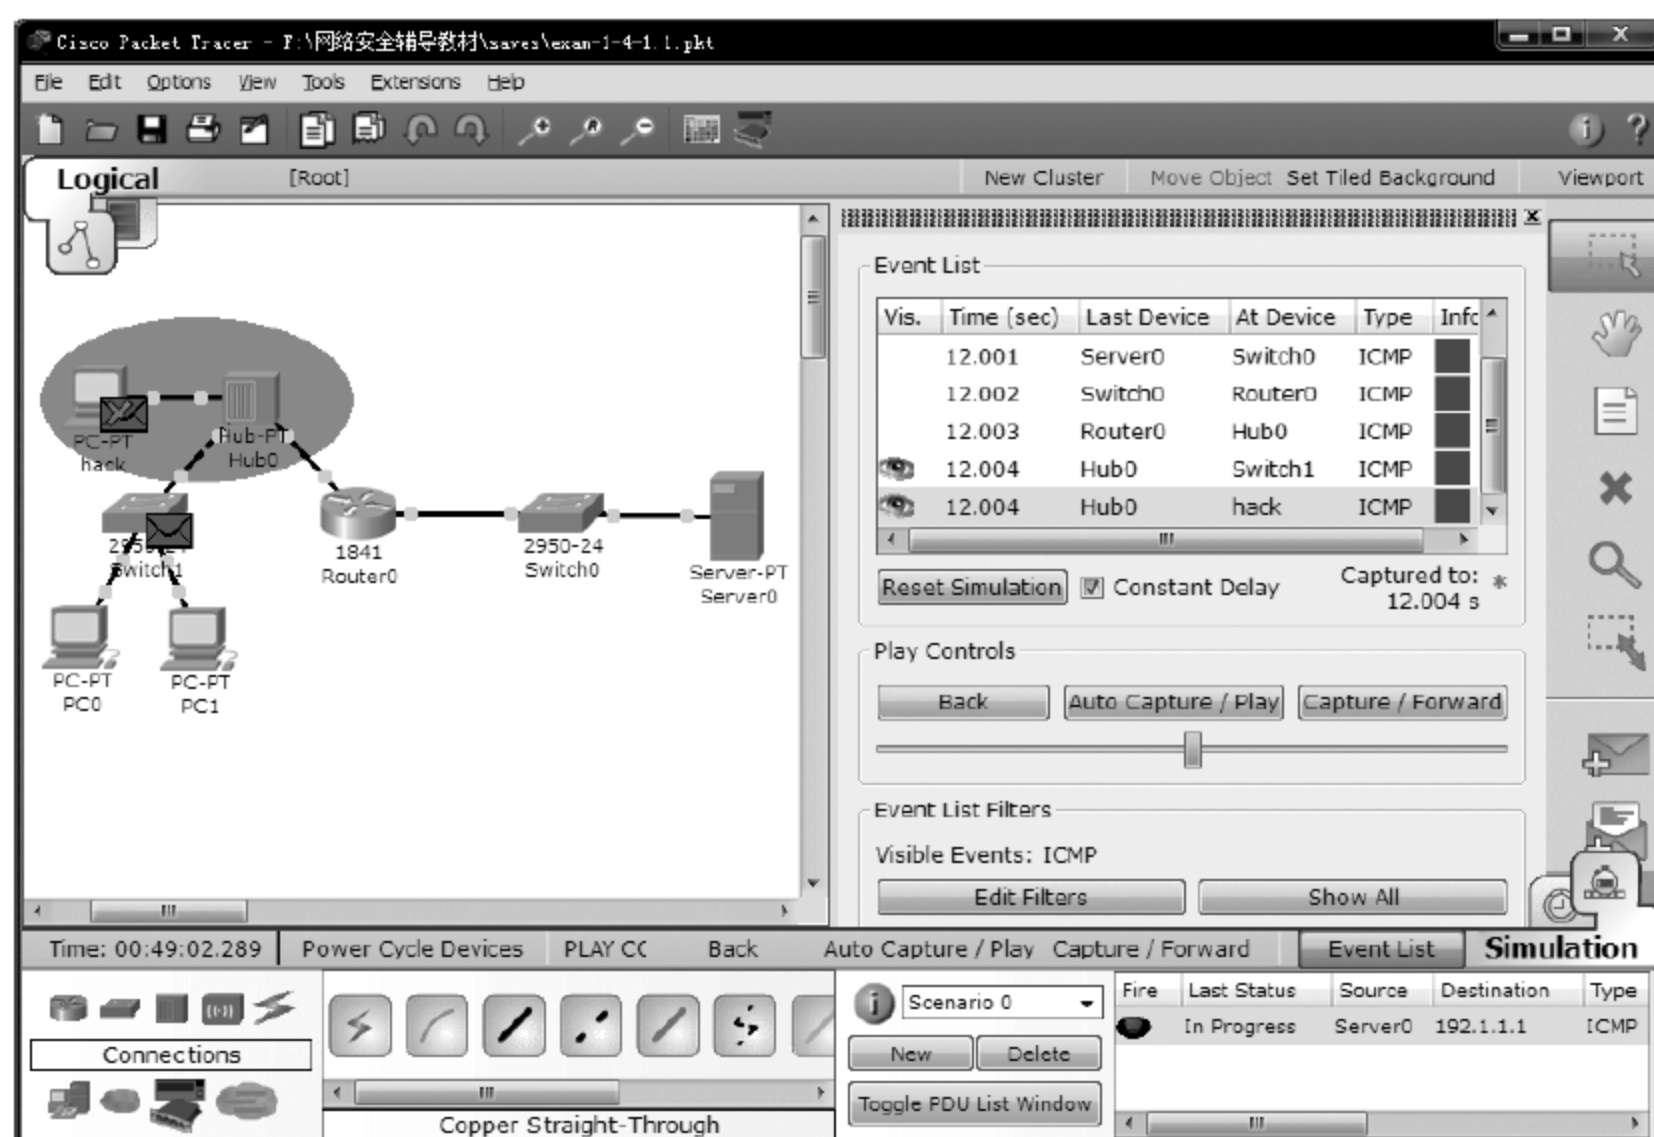 Cisco Packet Tracer - F:\网络安全辅导教材\saves\exam-1-4-1.1.pkt
File Edit Options View Tools Extensions Help
Logical [Root] New Cluster Move Object Set Tiled Background Viewport
PC-PT
hack
Hub-PT
Hub0
Switch1
1841
Router0
2950-24
Switch0
Server-PT
Server0
PC-PT
PC0
PC-PT
PC1
Event List
Vis. Time (sec) Last Device At Device Type Info
12.001 Server0 Switch0 ICMP
12.002 Switch0 Router0 ICMP
12.003 Router0 Hub0 ICMP
12.004 Hub0 Switch1 ICMP
12.004 Hub0 hack ICMP
Reset Simulation Constant Delay Captured to: *
12.004 s
Play Controls
Back Auto Capture / Play Capture / Forward
Event List Filters
Visible Events: ICMP
Edit Filters Show All
Time: 00:49:02.289 Power Cycle Devices PLAY CC Back Auto Capture / Play Capture / Forward Event List Simulation
Connections
Copper Straight-Through
Scenario 0
New Delete
Toggle PDU List Window
Fire Last Status Source Destination Type
In Progress Server0 192.1.1.1 ICMP